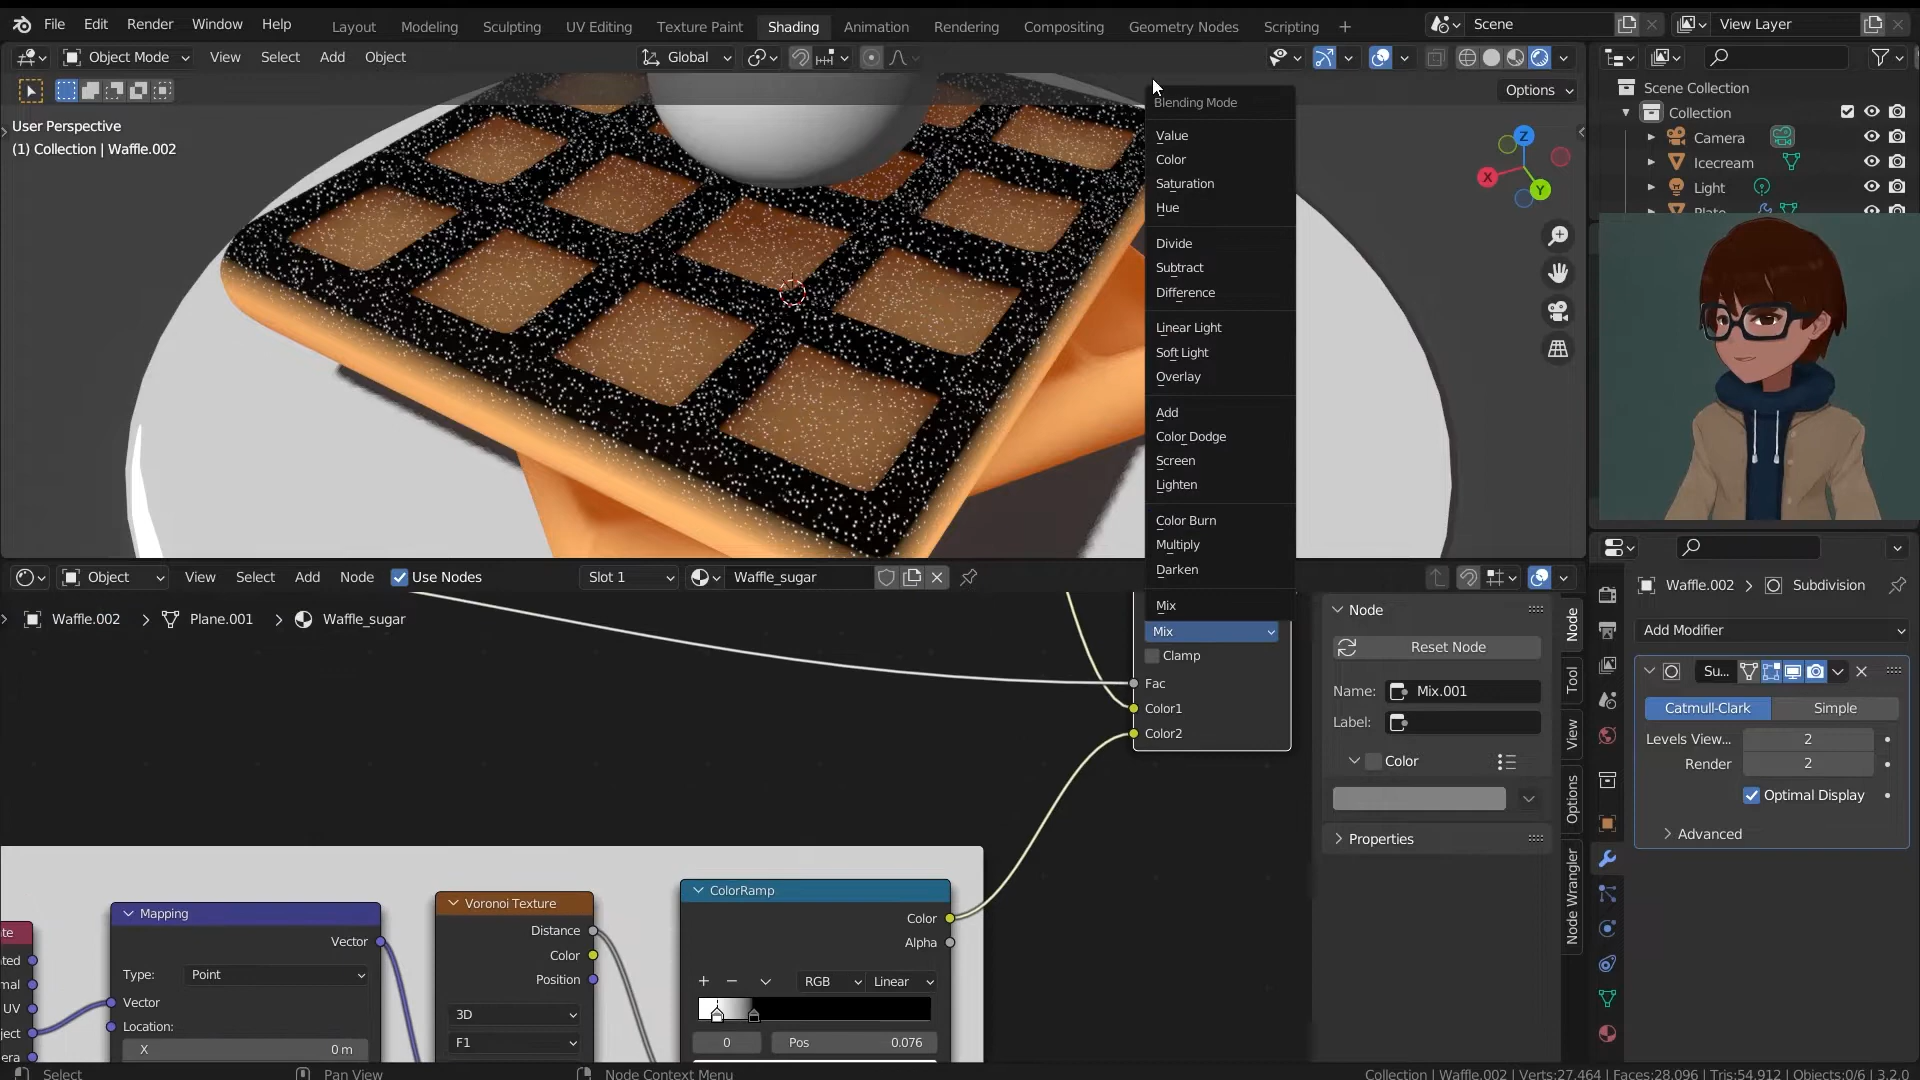 File Edit Render Window Help
Layout Modeling Sculpting UV Editing Texture Paint Shading Animation Rendering Compositing Geometry Nodes Scripting +
Scene
View Layer
Object Mode View Select Add Object
Global
Options
User Perspective
(1) Collection | Waffle.002
Z
X
Y
Scene Collection
Collection
Camera
Icecream
Light
Plate
Blending Mode
Value
Color
Saturation
Hue
Divide
Subtract
Difference
Linear Light
Soft Light
Overlay
Add
Color Dodge
Screen
Lighten
Color Burn
Multiply
Darken
Mix
Mix
Clamp
Fac
Color1
Color2
Object View Select Add Node Use Nodes Slot 1 Waffle_sugar
Waffle.002 > Plane.001 > Waffle_sugar
te
ted
mal
UV
ject
era
Mapping
Vector
Type: Point
Vector
Location:
X 0 m
Voronoi Texture
Distance
Color
Position
3D
F1
ColorRamp
Color
Alpha
+ − RGB Linear
0 Pos 0.076
Node
Reset Node
Name: Mix.001
Label:
Color
Properties
Node
Tool
View
Options
Node Wrangler
Waffle.002 > Subdivision
Add Modifier
Su...
Catmull-Clark Simple
Levels View... 2
Render 2
Optimal Display
Advanced
Select Pan View Node Context Menu
Collection | Waffle.002 | Verts:27.464 | Faces:28.096 | Tris:54.912 | Objects:0/6 | 3.2.0